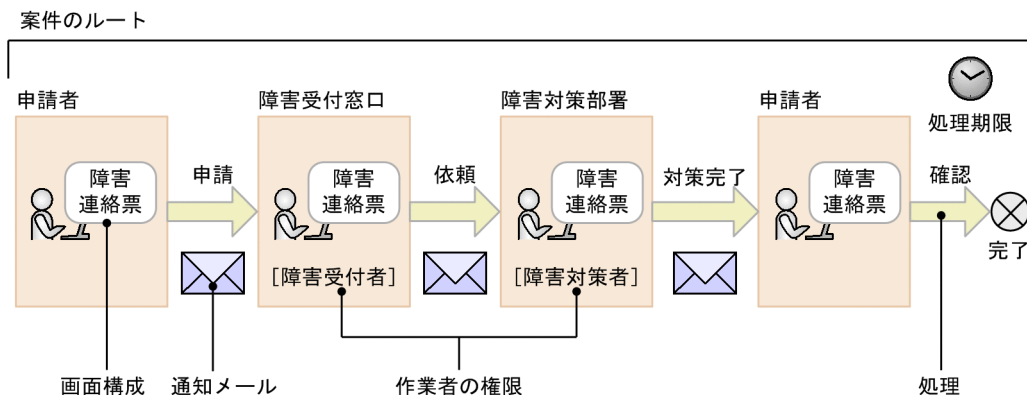 案件のルート
申請者
障害受付窓口
障害対策部署
申請者
処理期限
障害
連絡票
申請
障害
連絡票
依頼
障害
連絡票
対策完了
障害
連絡票
確認
完了
[障害受付者]
[障害対策者]
画面構成
通知メール
作業者の権限
処理